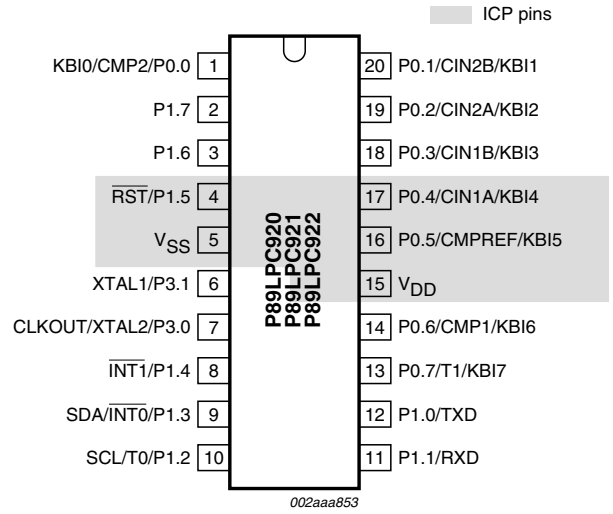 ICP pins
KBI0/CMP2/P0.0 1
20 P0.1/CIN2B/KBI1
P1.7 2
19 P0.2/CIN2A/KBI2
P1.6 3
18 P0.3/CIN1B/KBI3
RST/P1.5 4
17 P0.4/CIN1A/KBI4
VSS 5
16 P0.5/CMPREF/KBI5
XTAL1/P3.1 6
15 VDD
CLKOUT/XTAL2/P3.0 7
14 P0.6/CMP1/KBI6
INT1/P1.4 8
13 P0.7/T1/KBI7
SDA/INT0/P1.3 9
12 P1.0/TXD
SCL/T0/P1.2 10
11 P1.1/RXD
P89LPC920
P89LPC921
P89LPC922
002aaa853